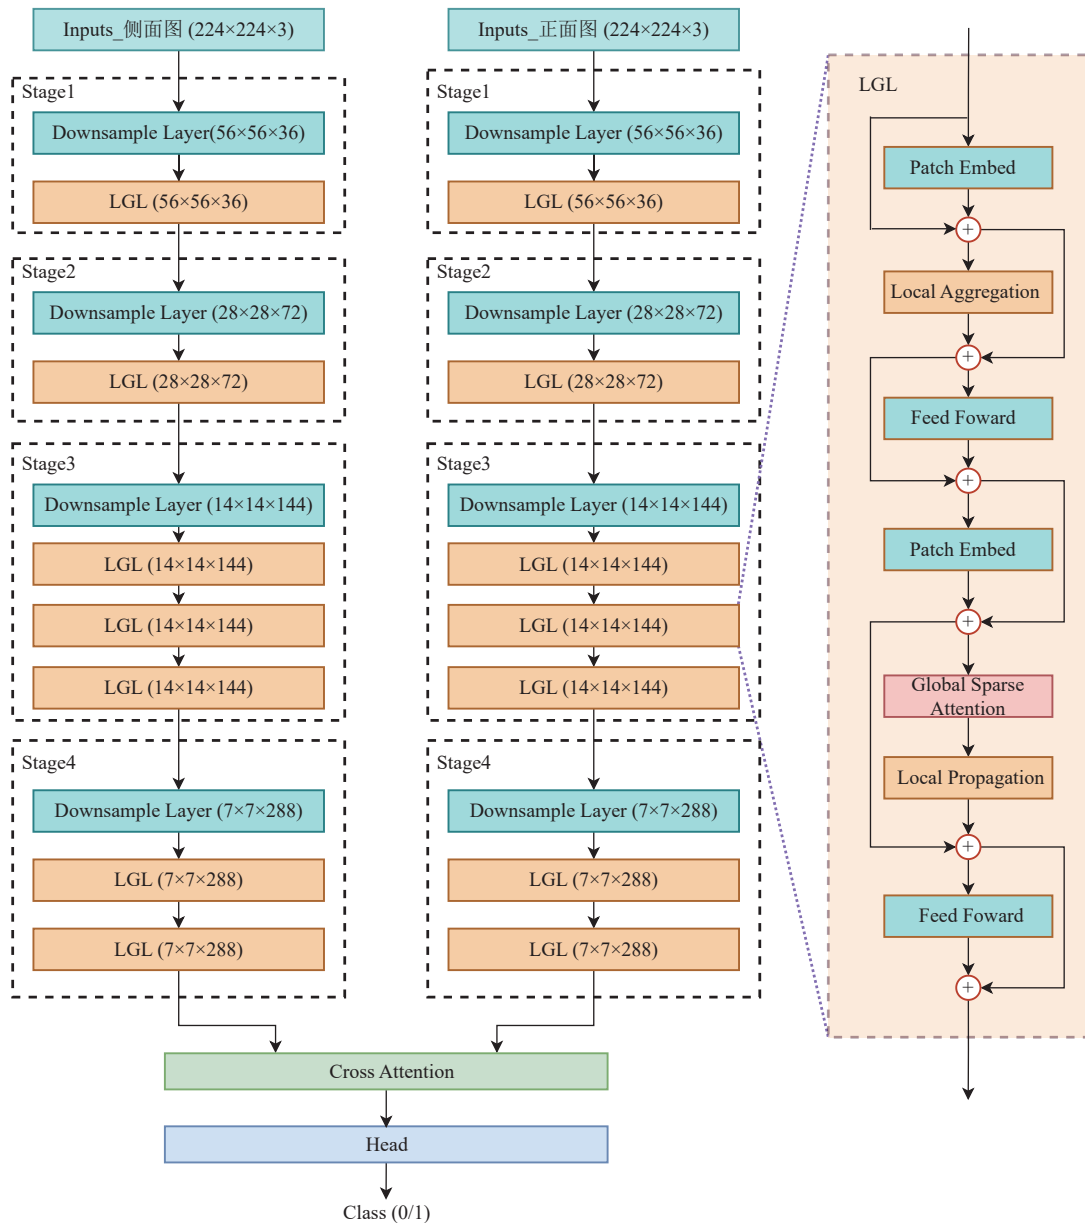 Inputs_侧面图 (224×224×3)
Stage1
Downsample Layer(56×56×36)
LGL (56×56×36)
Stage2
Downsample Layer (28×28×72)
LGL (28×28×72)
Stage3
Downsample Layer (14×14×144)
LGL (14×14×144)
LGL (14×14×144)
LGL (14×14×144)
Stage4
Downsample Layer (7×7×288)
LGL (7×7×288)
LGL (7×7×288)
Inputs_正面图 (224×224×3)
Stage1
Downsample Layer (56×56×36)
LGL (56×56×36)
Stage2
Downsample Layer (28×28×72)
LGL (28×28×72)
Stage3
Downsample Layer (14×14×144)
LGL (14×14×144)
LGL (14×14×144)
LGL (14×14×144)
Stage4
Downsample Layer (7×7×288)
LGL (7×7×288)
LGL (7×7×288)
Cross Attention
Head
Class (0/1)
LGL
Patch Embed
+
Local Aggregation
+
Feed Foward
+
Patch Embed
+
Global Sparse
Attention
Local Propagation
+
Feed Foward
+